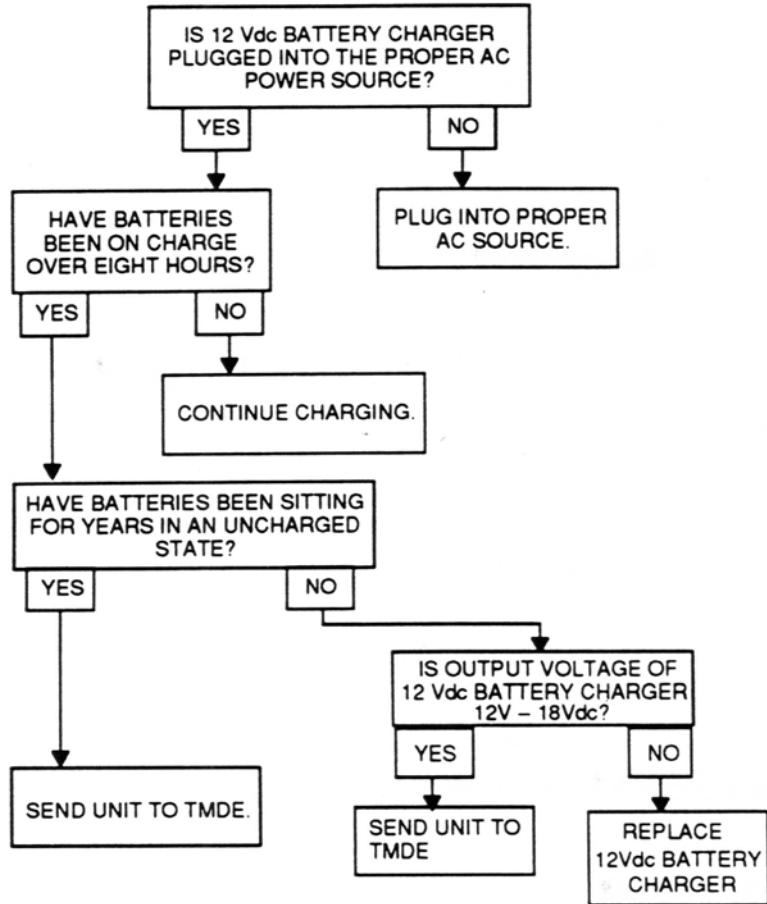 IS 12 Vdc BATTERY CHARGER
PLUGGED INTO THE PROPER AC
POWER SOURCE?
YES
NO
HAVE BATTERIES
BEEN ON CHARGE
OVER EIGHT HOURS?
PLUG INTO PROPER
AC SOURCE.
YES
NO
CONTINUE CHARGING.
HAVE BATTERIES BEEN SITTING
FOR YEARS IN AN UNCHARGED
STATE?
YES
NO
IS OUTPUT VOLTAGE OF
12 Vdc BATTERY CHARGER
12V – 18Vdc?
YES
NO
SEND UNIT TO TMDE.
SEND UNIT TO
TMDE
REPLACE
12Vdc BATTERY
CHARGER